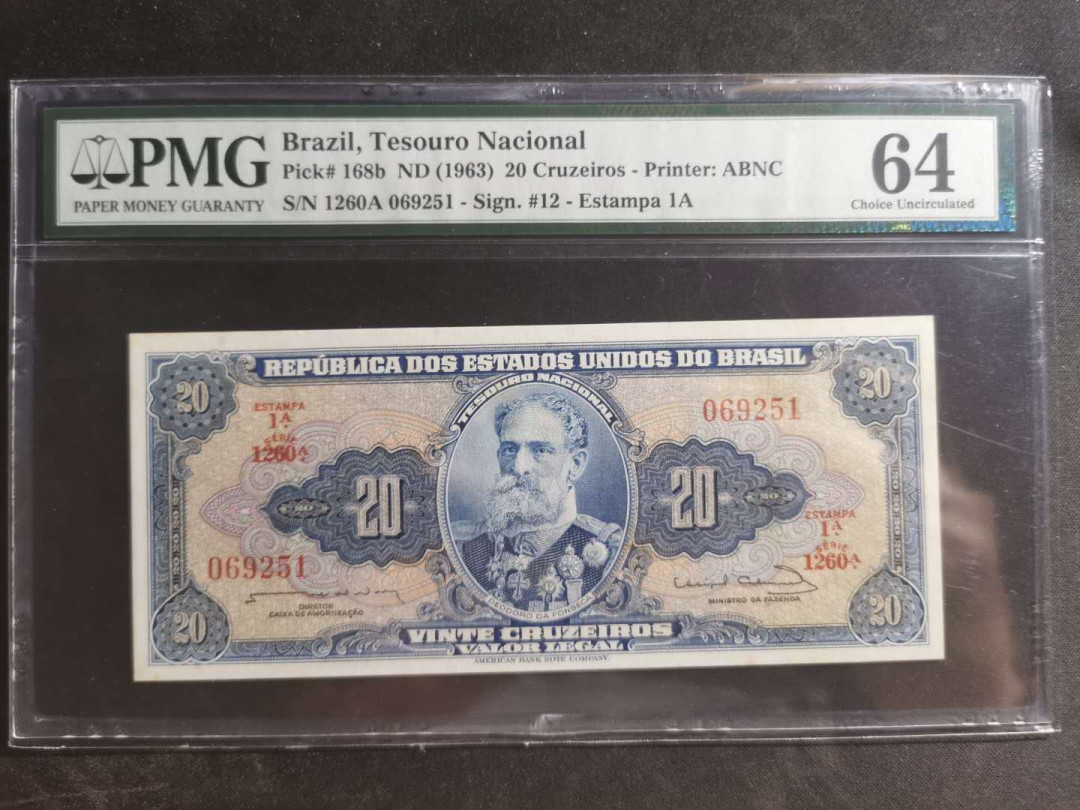 PMG
PAPER MONEY GUARANTY
Brazil, Tesouro Nacional
Pick# 168b ND (1963) 20 Cruzeiros - Printer: ABNC
S/N 1260A 069251 - Sign. #12 - Estampa 1A
64
Choice Uncirculated
REPÚBLICA DOS ESTADOS UNIDOS DO BRASIL
TESOURO NACIONAL
20
20
ESTAMPA
1A.
SÉRIE
1260A
069251
20
20
ESTAMPA
1A.
SÉRIE
1260A
069251
DIRETOR
CAIXA DE AMORTIZAÇÃO
DEODORO DA FONSECA
MINISTRO DA FAZENDA
20
20
VINTE CRUZEIROS
VALOR LEGAL
AMERICAN BANK NOTE COMPANY.